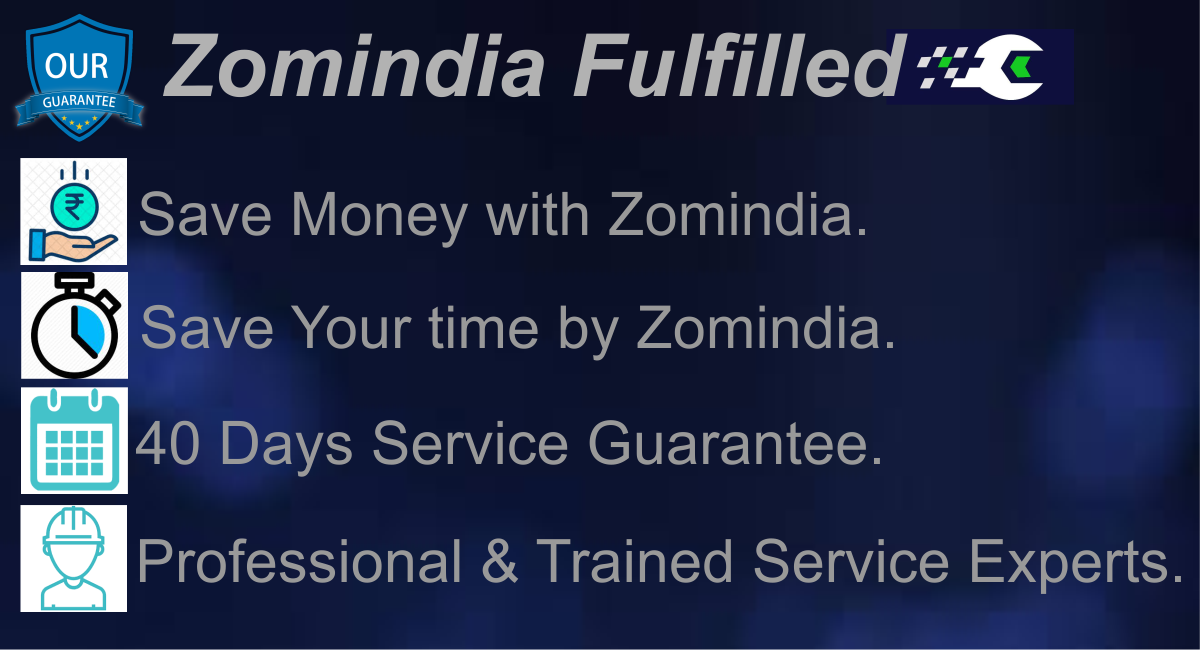 OUR
GUARANTEE
Zomindia Fulfilled
₹
Save Money with Zomindia.
Save Your time by Zomindia.
40 Days Service Guarantee.
Professional & Trained Service Experts.